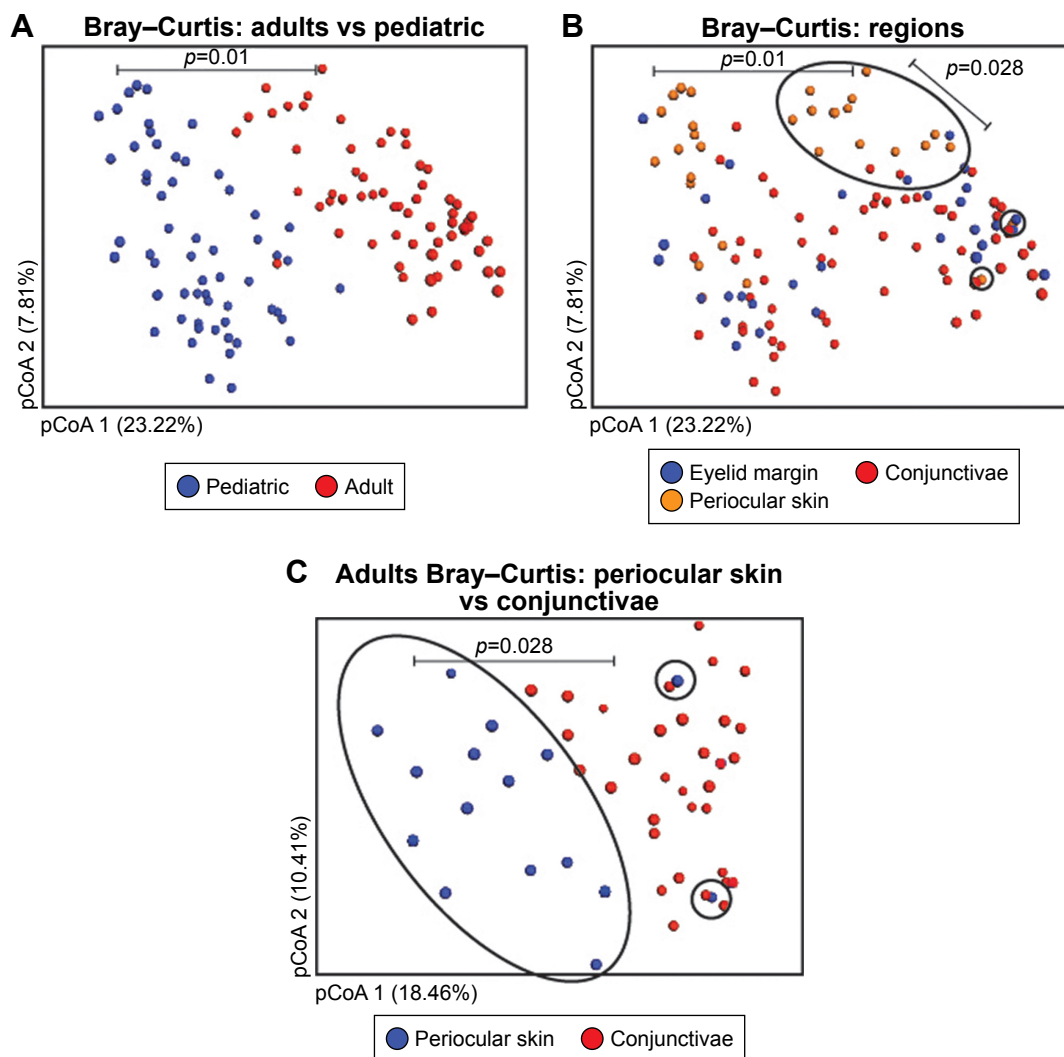 A
Bray–Curtis: adults vs pediatric
p=0.01
pCoA 2 (7.81%)
pCoA 1 (23.22%)
Pediatric
Adult
B
Bray–Curtis: regions
p=0.01
p=0.028
pCoA 2 (7.81%)
pCoA 1 (23.22%)
Eyelid margin
Conjunctivae
Periocular skin
C
Adults Bray–Curtis: periocular skin
vs conjunctivae
p=0.028
pCoA 2 (10.41%)
pCoA 1 (18.46%)
Periocular skin
Conjunctivae